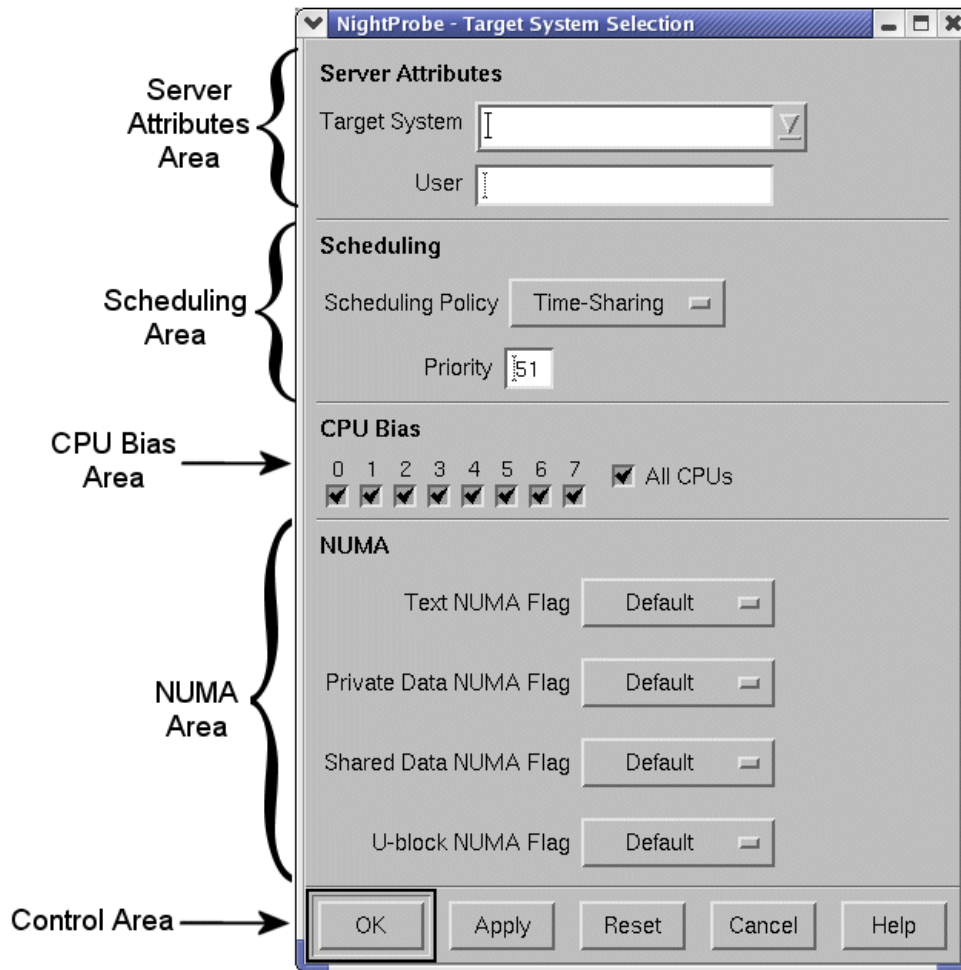 NightProbe - Target System Selection
Server
Attributes
Area
Server Attributes
Target System
User
Scheduling
Area
Scheduling
Scheduling Policy Time-Sharing
Priority 51
CPU Bias
Area
CPU Bias
0 1 2 3 4 5 6 7
All CPUs
NUMA
Area
NUMA
Text NUMA Flag Default
Private Data NUMA Flag Default
Shared Data NUMA Flag Default
U-block NUMA Flag Default
Control Area
OK Apply Reset Cancel Help